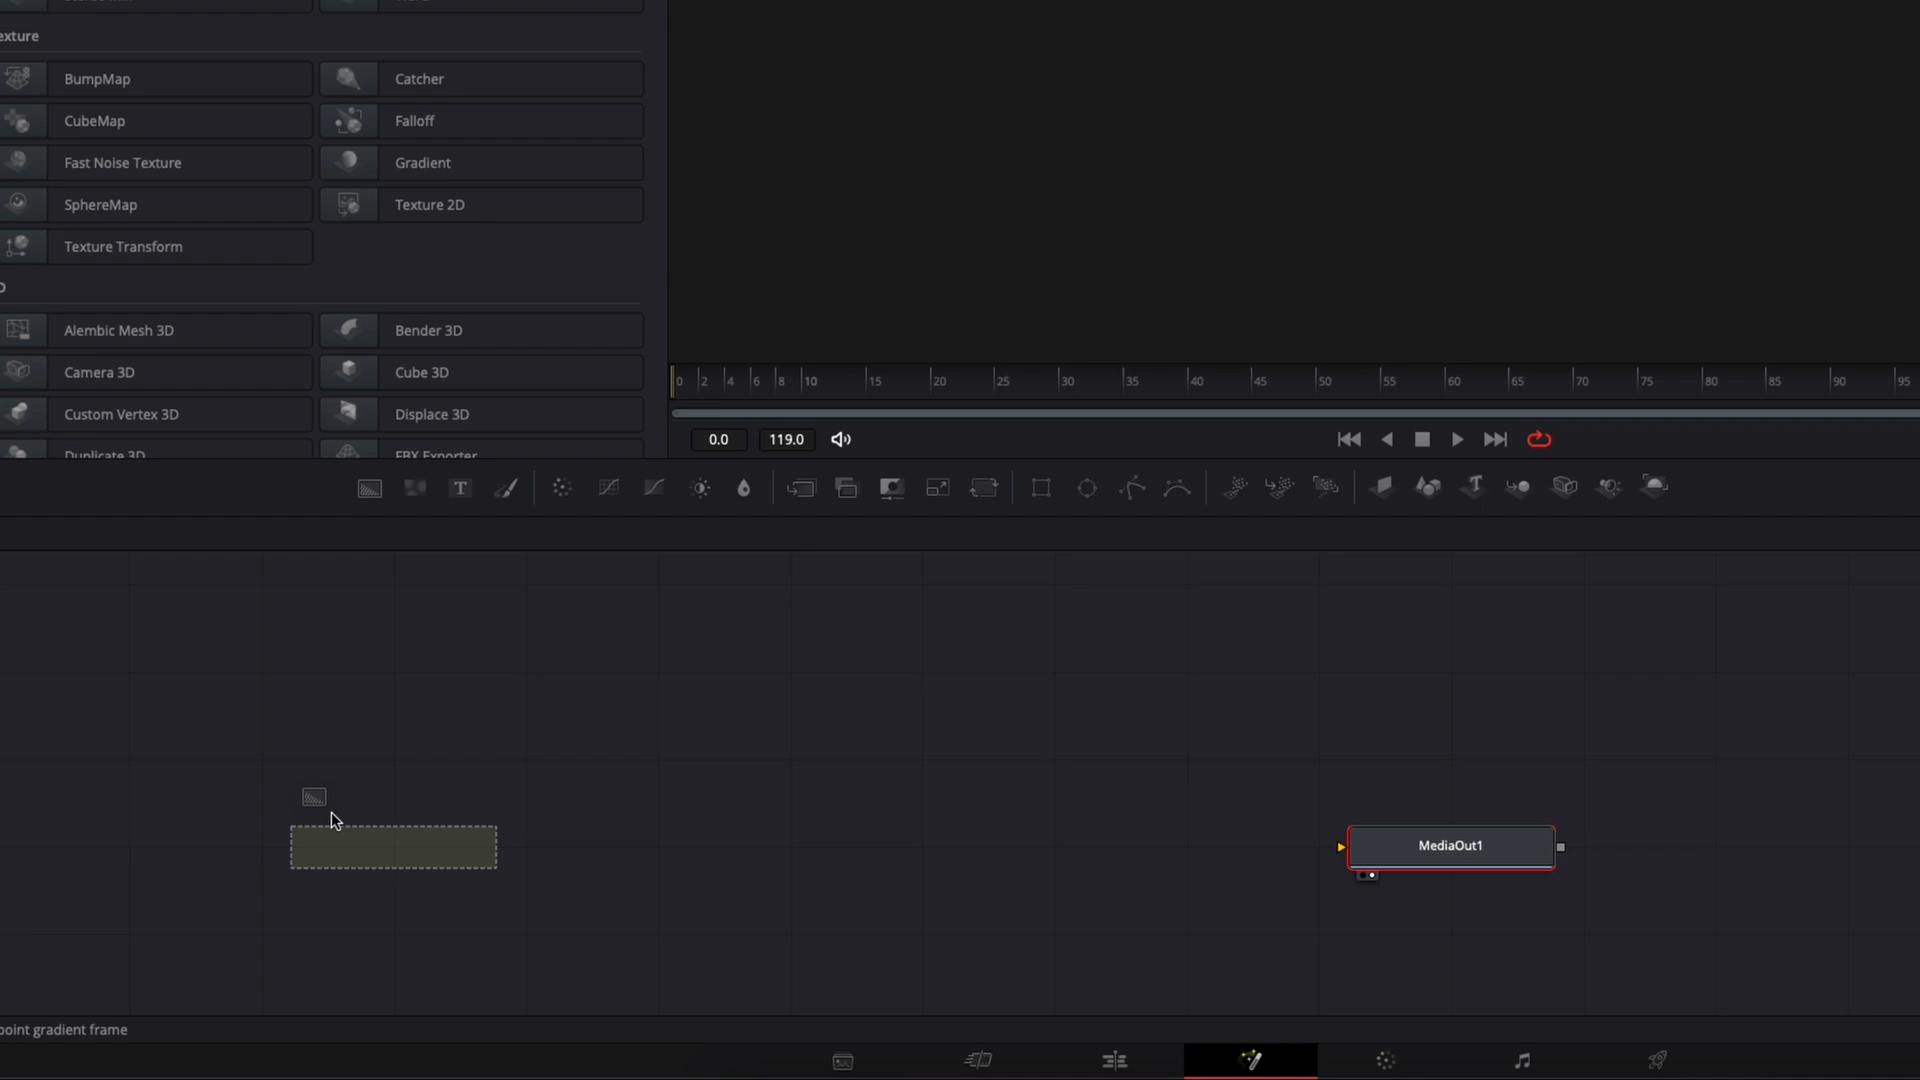 exture
BumpMap
Catcher
CubeMap
Falloff
Fast Noise Texture
Gradient
SphereMap
Texture 2D
Texture Transform
D
Alembic Mesh 3D
Bender 3D
Camera 3D
Cube 3D
Custom Vertex 3D
Displace 3D
Duplicate 3D
FBX Exporter
0 2 4 6 8 10 15 20 25 30 35 40 45 50 55 60 65 70 75 80 85 90 95
0.0 119.0
T
MediaOut1
point gradient frame